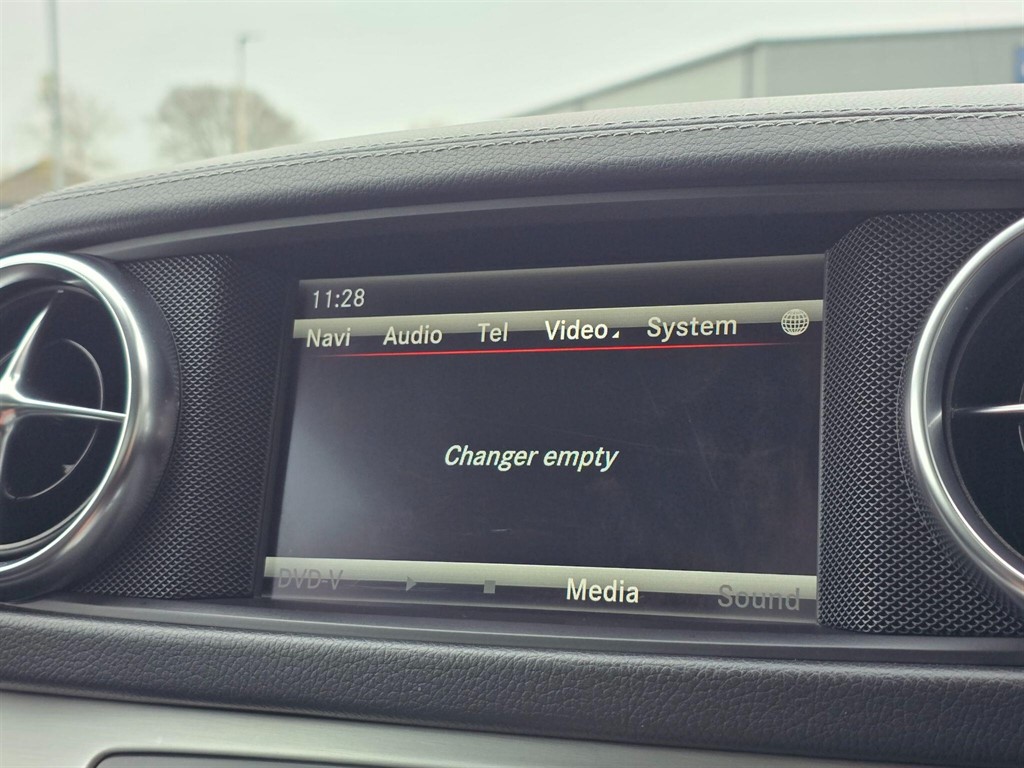 11:28
Navi Audio Tel Video System
Changer empty
DVD-V Media Sound